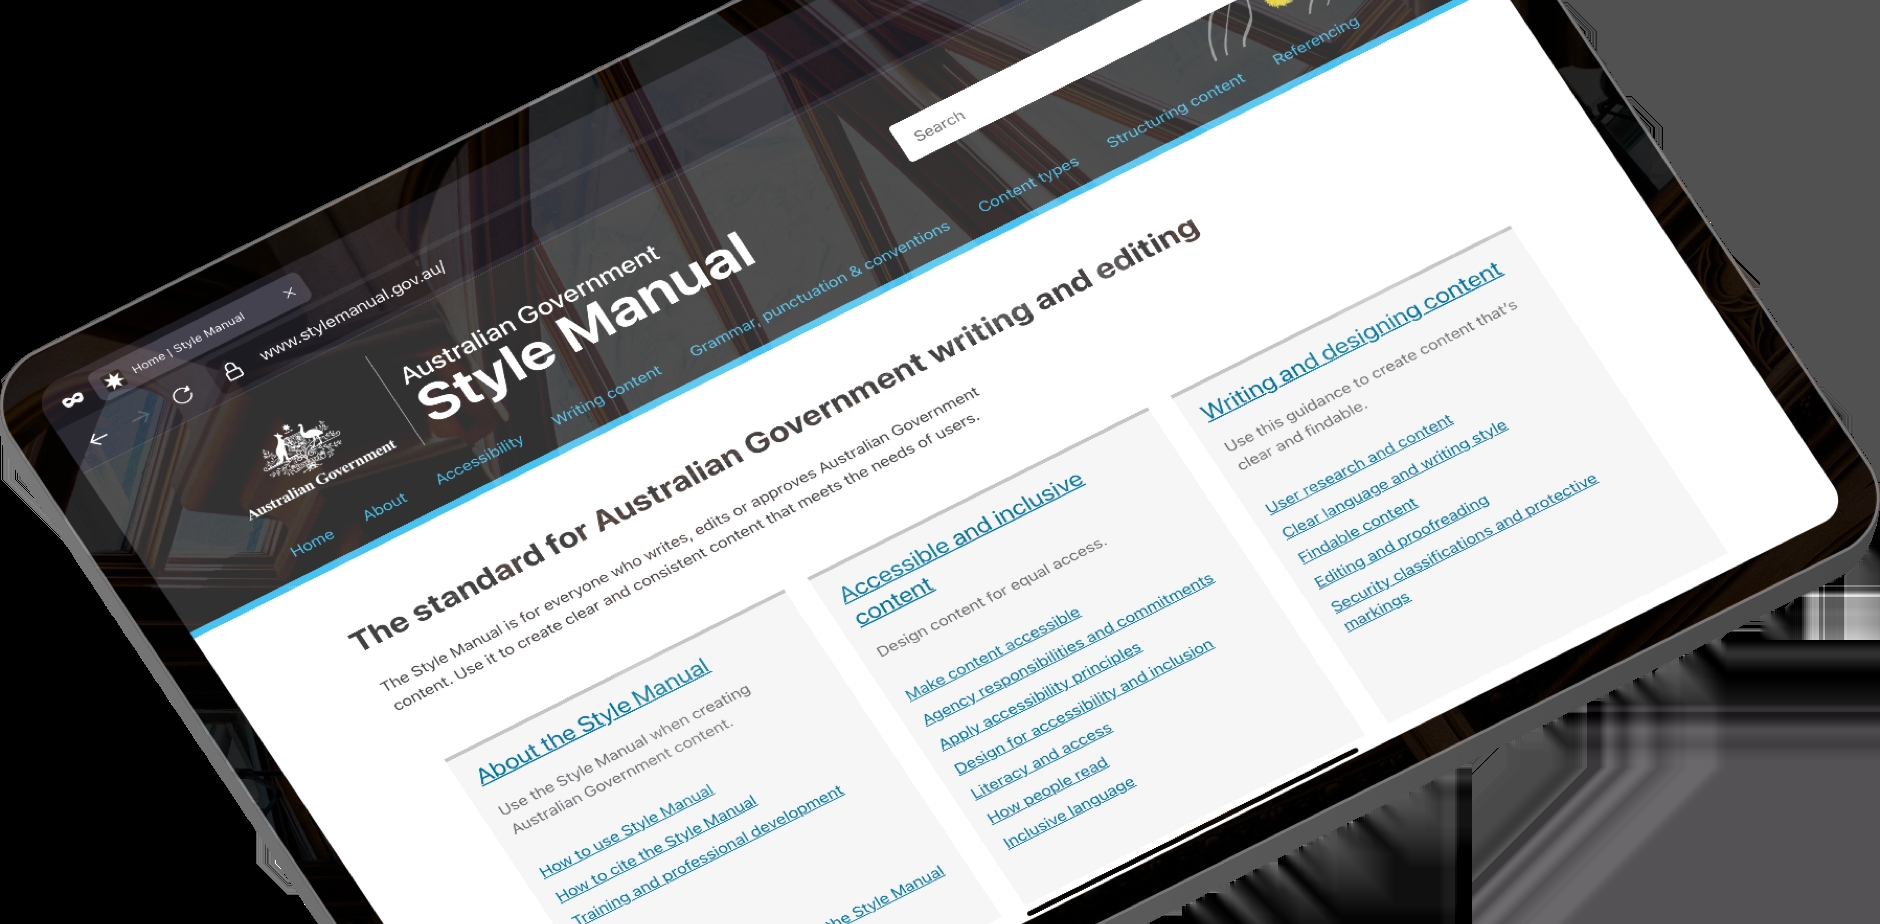 Home | Style Manual
www.stylemanual.gov.au/
Australian Government
Australian Government
Style Manual
Search
Home
About
Accessibility
Writing content
Grammar, punctuation & conventions
Content types
Structuring content
Referencing
The standard for Australian Government writing and editing
The Style Manual is for everyone who writes, edits or approves Australian Government
content. Use it to create clear and consistent content that meets the needs of users.
About the Style Manual
Use the Style Manual when creating
Australian Government content.
How to use Style Manual
How to cite the Style Manual
Training and professional development
the Style Manual
Accessible and inclusive
content
Design content for equal access.
Make content accessible
Agency responsibilities and commitments
Apply accessibility principles
Design for accessibility and inclusion
Literacy and access
How people read
Inclusive language
Writing and designing content
Use this guidance to create content that's
clear and findable.
User research and content
Clear language and writing style
Findable content
Editing and proofreading
Security classifications and protective
markings